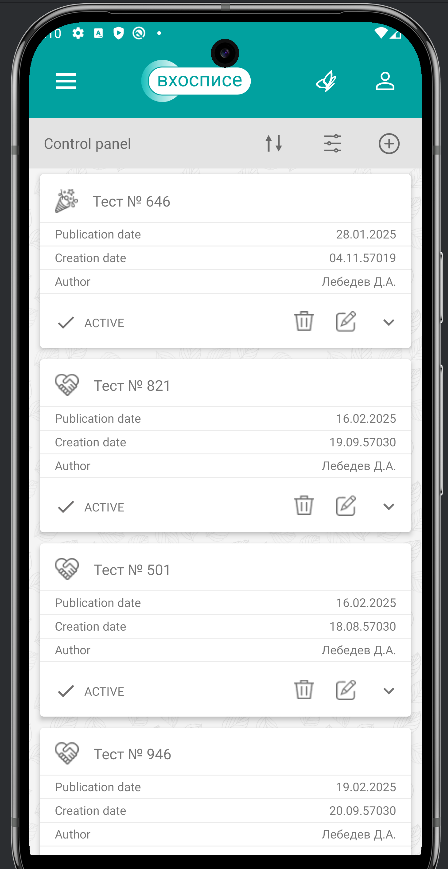 :10
вхосписе
Control panel
Тест № 646
Publication date 28.01.2025
Creation date 04.11.57019
Author Лебедев Д.А.
ACTIVE
Тест № 821
Publication date 16.02.2025
Creation date 19.09.57030
Author Лебедев Д.А.
ACTIVE
Тест № 501
Publication date 16.02.2025
Creation date 18.08.57030
Author Лебедев Д.А.
ACTIVE
Тест № 946
Publication date 19.02.2025
Creation date 20.09.57030
Author Лебедев Д.А.